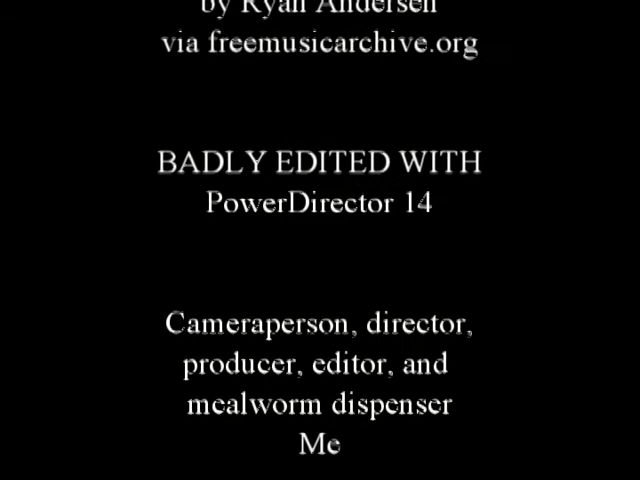 by Ryan Andersen
via freemusicarchive.org
BADLY EDITED WITH
PowerDirector 14
Cameraperson, director,
producer, editor, and
mealworm dispenser
Me